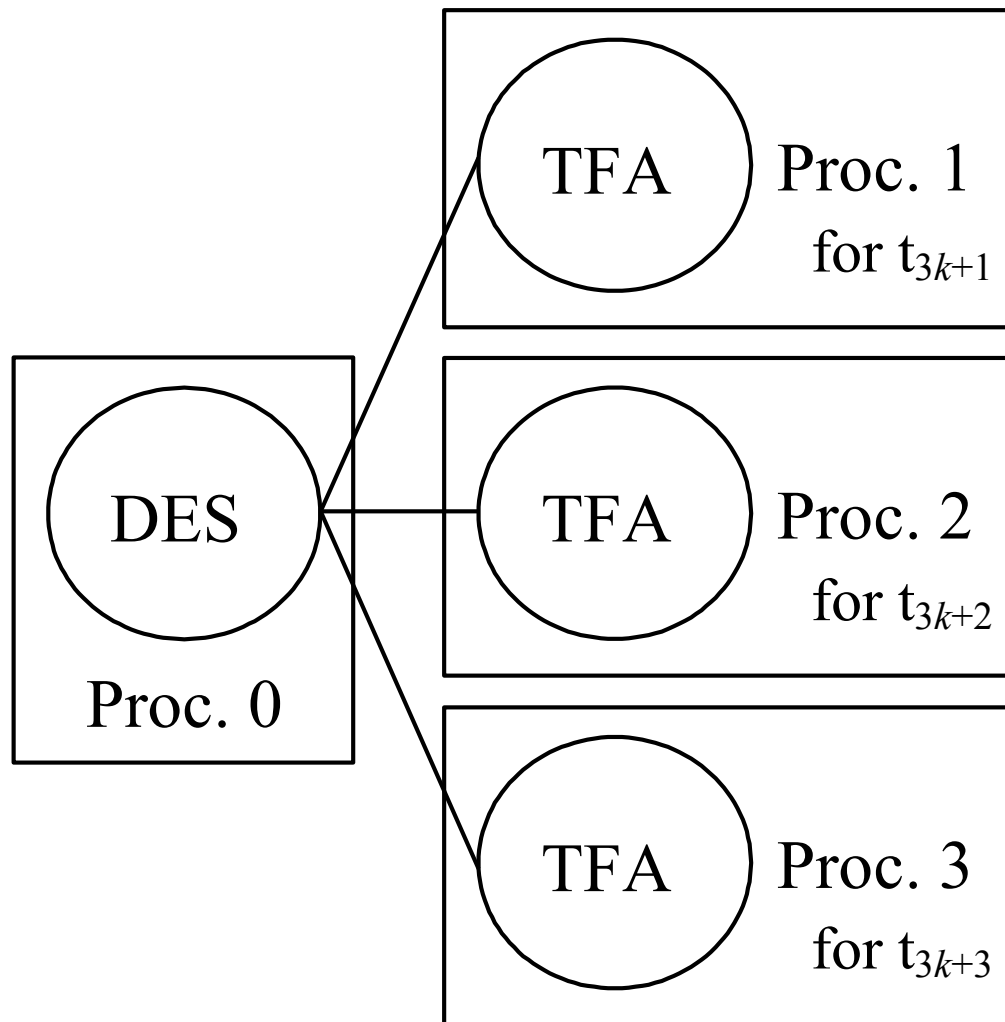 TFA
Proc. 1
for t3k+1
DES
Proc. 0
TFA
Proc. 2
for t3k+2
TFA
Proc. 3
for t3k+3